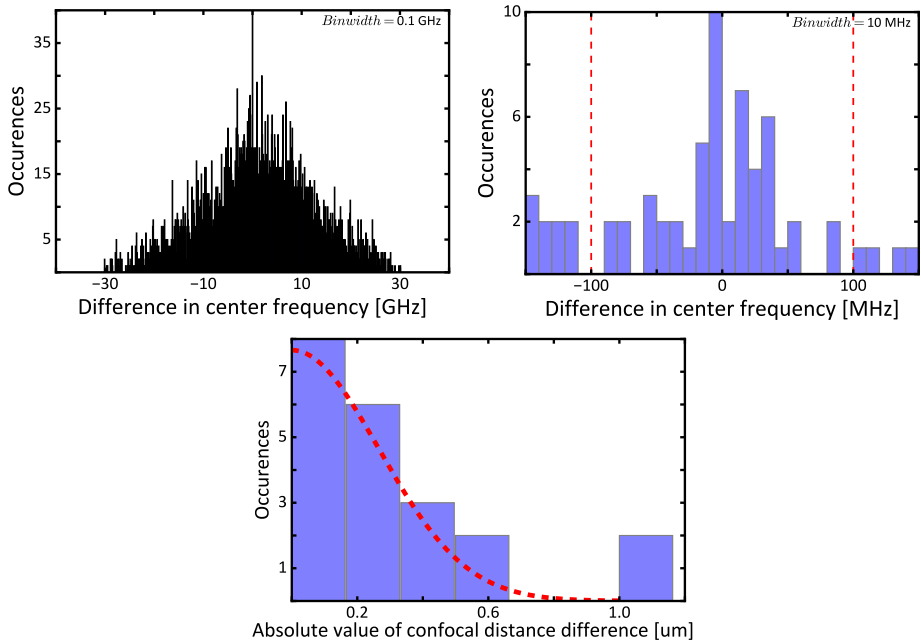 Binwidth = 0.1 GHz
35
25
15
5
Occurences
−30
−10
10
30
Difference in center frequency [GHz]
Binwidth = 10 MHz
10
6
2
Occurences
−100
0
100
Difference in center frequency [MHz]
7
5
3
1
Occurences
0.2
0.6
1.0
Absolute value of confocal distance difference [um]